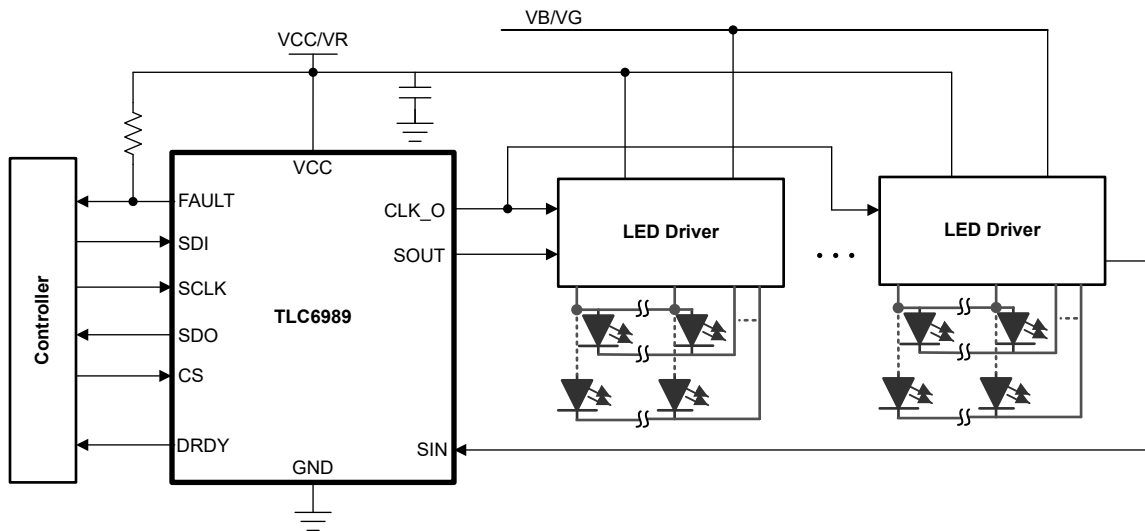 VB/VG
VCC/VR
VCC
Controller
FAULT
SDI
SCLK
SDO
CS
DRDY
TLC6989
CLK_O
SOUT
SIN
GND
LED Driver
LED Driver